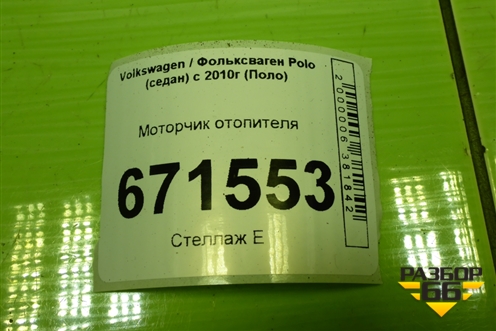 Volkswagen / Фольксваген Polo
(седан) с 2010г (Поло)
Моторчик отопителя
671553
Стеллаж Е
2000006381842
РАЗБОР
66